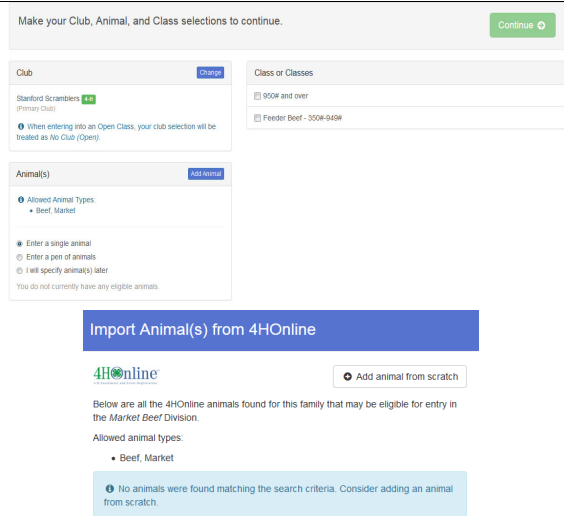 Make your Club, Animal, and Class selections to continue.
Continue
Club
Change
Stanford Scramblers 4-H
(Primary Club)
When entering into an Open Class, your club selection will be
treated as No Club (Open).
Class or Classes
950# and over
Feeder Beef - 350#-949#
Animal(s)
Add Animal
Allowed Animal Types:
• Beef, Market
Enter a single animal
Enter a pen of animals
I will specify animal(s) later
You do not currently have any eligible animals.
Import Animal(s) from 4HOnline
4HOnline
Add animal from scratch
Below are all the 4HOnline animals found for this family that may be eligible for entry in
the Market Beef Division.
Allowed animal types:
• Beef, Market
No animals were found matching the search criteria. Consider adding an animal
from scratch.